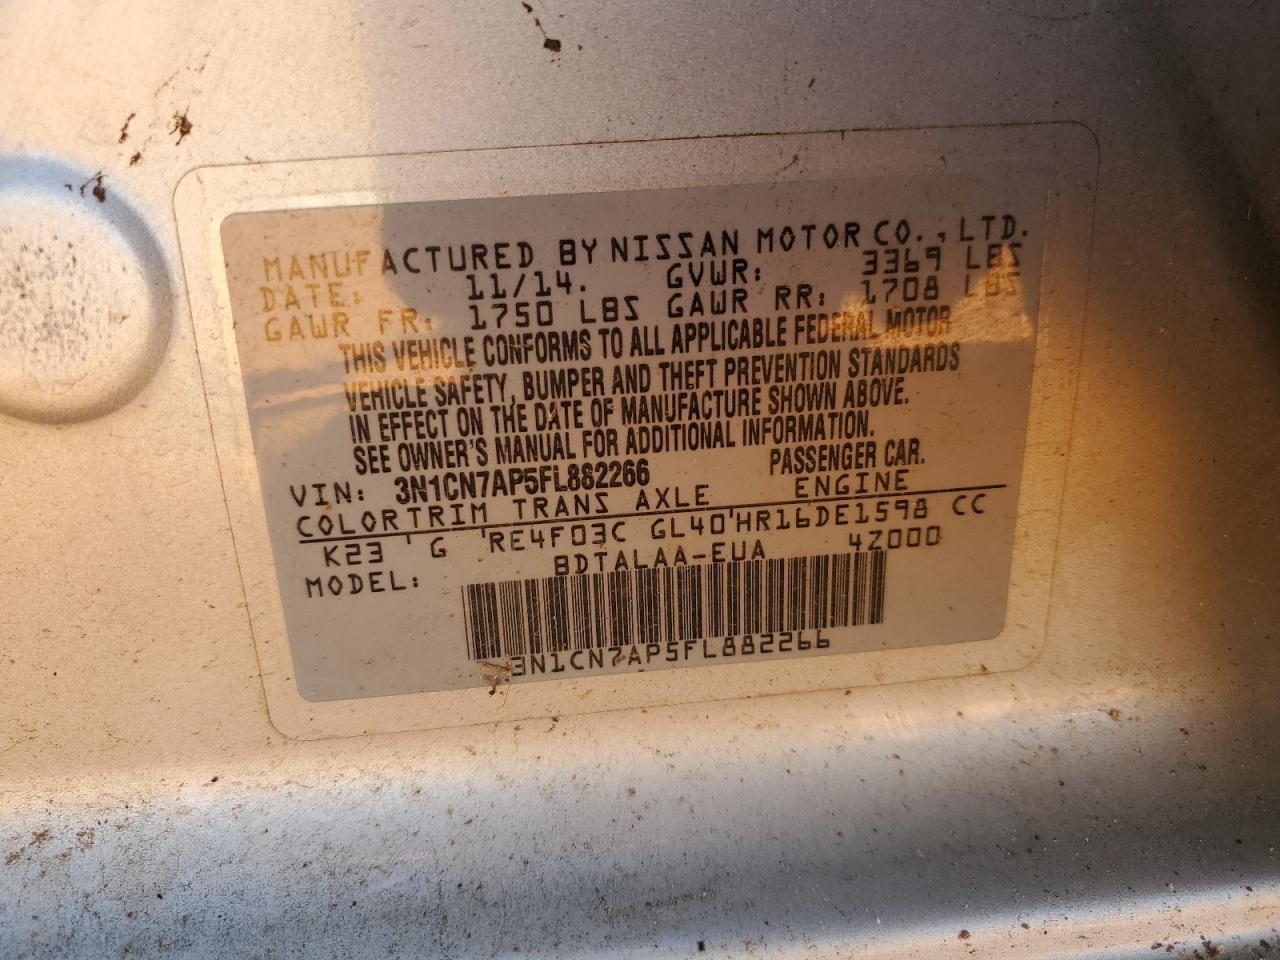 MANUFACTURED BY NISSAN MOTOR CO., LTD.
DATE: 11/14. GVWR: 3369 LBS
GAWR FR: 1750 LBS GAWR RR: 1708 LBS
THIS VEHICLE CONFORMS TO ALL APPLICABLE FEDERAL MOTOR
VEHICLE SAFETY, BUMPER AND THEFT PREVENTION STANDARDS
IN EFFECT ON THE DATE OF MANUFACTURE SHOWN ABOVE.
SEE OWNER'S MANUAL FOR ADDITIONAL INFORMATION.
VIN: 3N1CN7AP5FL882266 PASSENGER CAR.
COLOR TRIM TRANS AXLE ENGINE
K23 ' G 'RE4F03C GL40'HR16DE1598 CC
MODEL: BDTALAA-EUA 4Z000
3N1CN7AP5FL882266